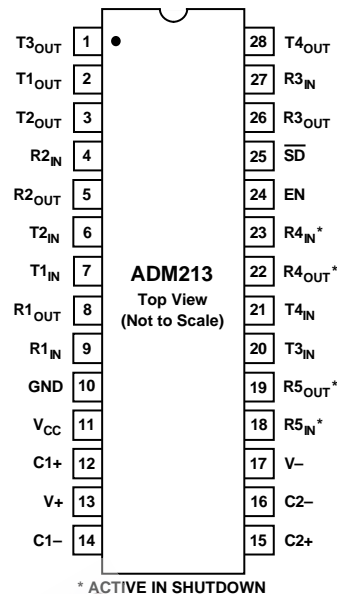 T3OUT 1 28 T4OUT
T1OUT 2 27 R3IN
T2OUT 3 26 R3OUT
R2IN 4 25 S̅D̅
R2OUT 5 24 EN
T2IN 6 23 R4IN*
T1IN 7 22 R4OUT*
ADM213
Top View
(Not to Scale)
R1OUT 8 21 T4IN
R1IN 9 20 T3IN
GND 10 19 R5OUT*
VCC 11 18 R5IN*
C1+ 12 17 V–
V+ 13 16 C2–
C1– 14 15 C2+
* ACTIVE IN SHUTDOWN